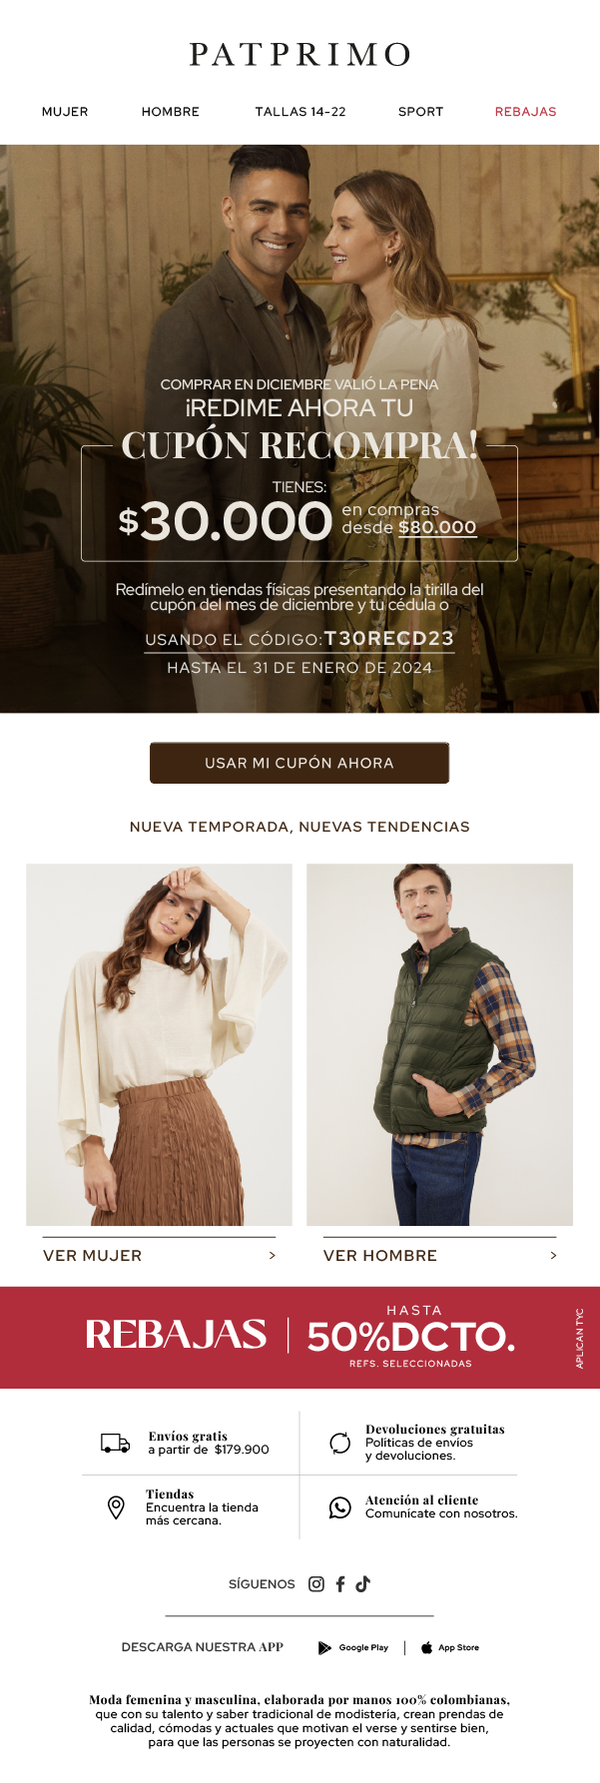 PATPRIMO
MUJER HOMBRE TALLAS 14-22 SPORT REBAJAS
COMPRAR EN DICIEMBRE VALIÓ LA PENA
¡REDIME AHORA TU
CUPÓN RECOMPRA!
TIENES:
$30.000 en compras
desde $80.000
Redímelo en tiendas físicas presentando la tirilla del
cupón del mes de diciembre y tu cédula o
USANDO EL CÓDIGO:T30RECD23
HASTA EL 31 DE ENERO DE 2024
USAR MI CUPÓN AHORA
NUEVA TEMPORADA, NUEVAS TENDENCIAS
VER MUJER >
VER HOMBRE >
REBAJAS
HASTA
50%DCTO.
REFS. SELECCIONADAS
APLICAN TYC
Envíos gratis
a partir de $179.900
Devoluciones gratuitas
Políticas de envíos
y devoluciones.
Tiendas
Encuentra la tienda
más cercana.
Atención al cliente
Comunícate con nosotros.
SÍGUENOS
DESCARGA NUESTRA APP Google Play | App Store
Moda femenina y masculina, elaborada por manos 100% colombianas,
que con su talento y saber tradicional de modistería, crean prendas de
calidad, cómodas y actuales que motivan el verse y sentirse bien,
para que las personas se proyecten con naturalidad.